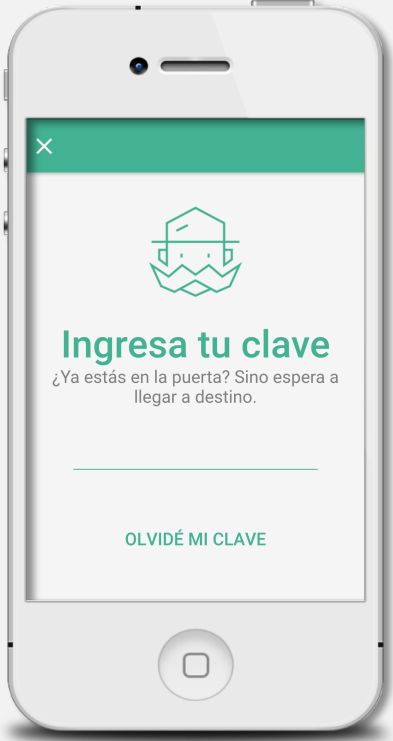 Ingresa tu clave
¿Ya estás en la puerta? Sino espera a
llegar a destino.
OLVIDÉ MI CLAVE